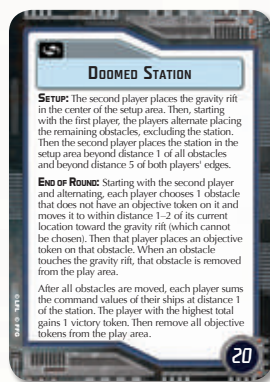 DOOMED STATION
SETUP: The second player places the gravity rift
in the center of the setup area. Then, starting
with the first player, the players alternate placing
the remaining obstacles, excluding the station.
Then the second player places the station in the
setup area beyond distance 1 of all obstacles
and beyond distance 5 of both players' edges.
END OF ROUND: Starting with the second player
and alternating, each player chooses 1 obstacle
that does not have an objective token on it and
moves it to within distance 1–2 of its current
location toward the gravity rift (which cannot
be chosen). Then that player places an objective
token on that obstacle. When an obstacle
touches the gravity rift, that obstacle is removed
from the play area.
After all obstacles are moved, each player sums
the command values of their ships at distance 1
of the station. The player with the highest total
gains 1 victory token. Then remove all objective
tokens from the play area.
©LFL ©FFG
20